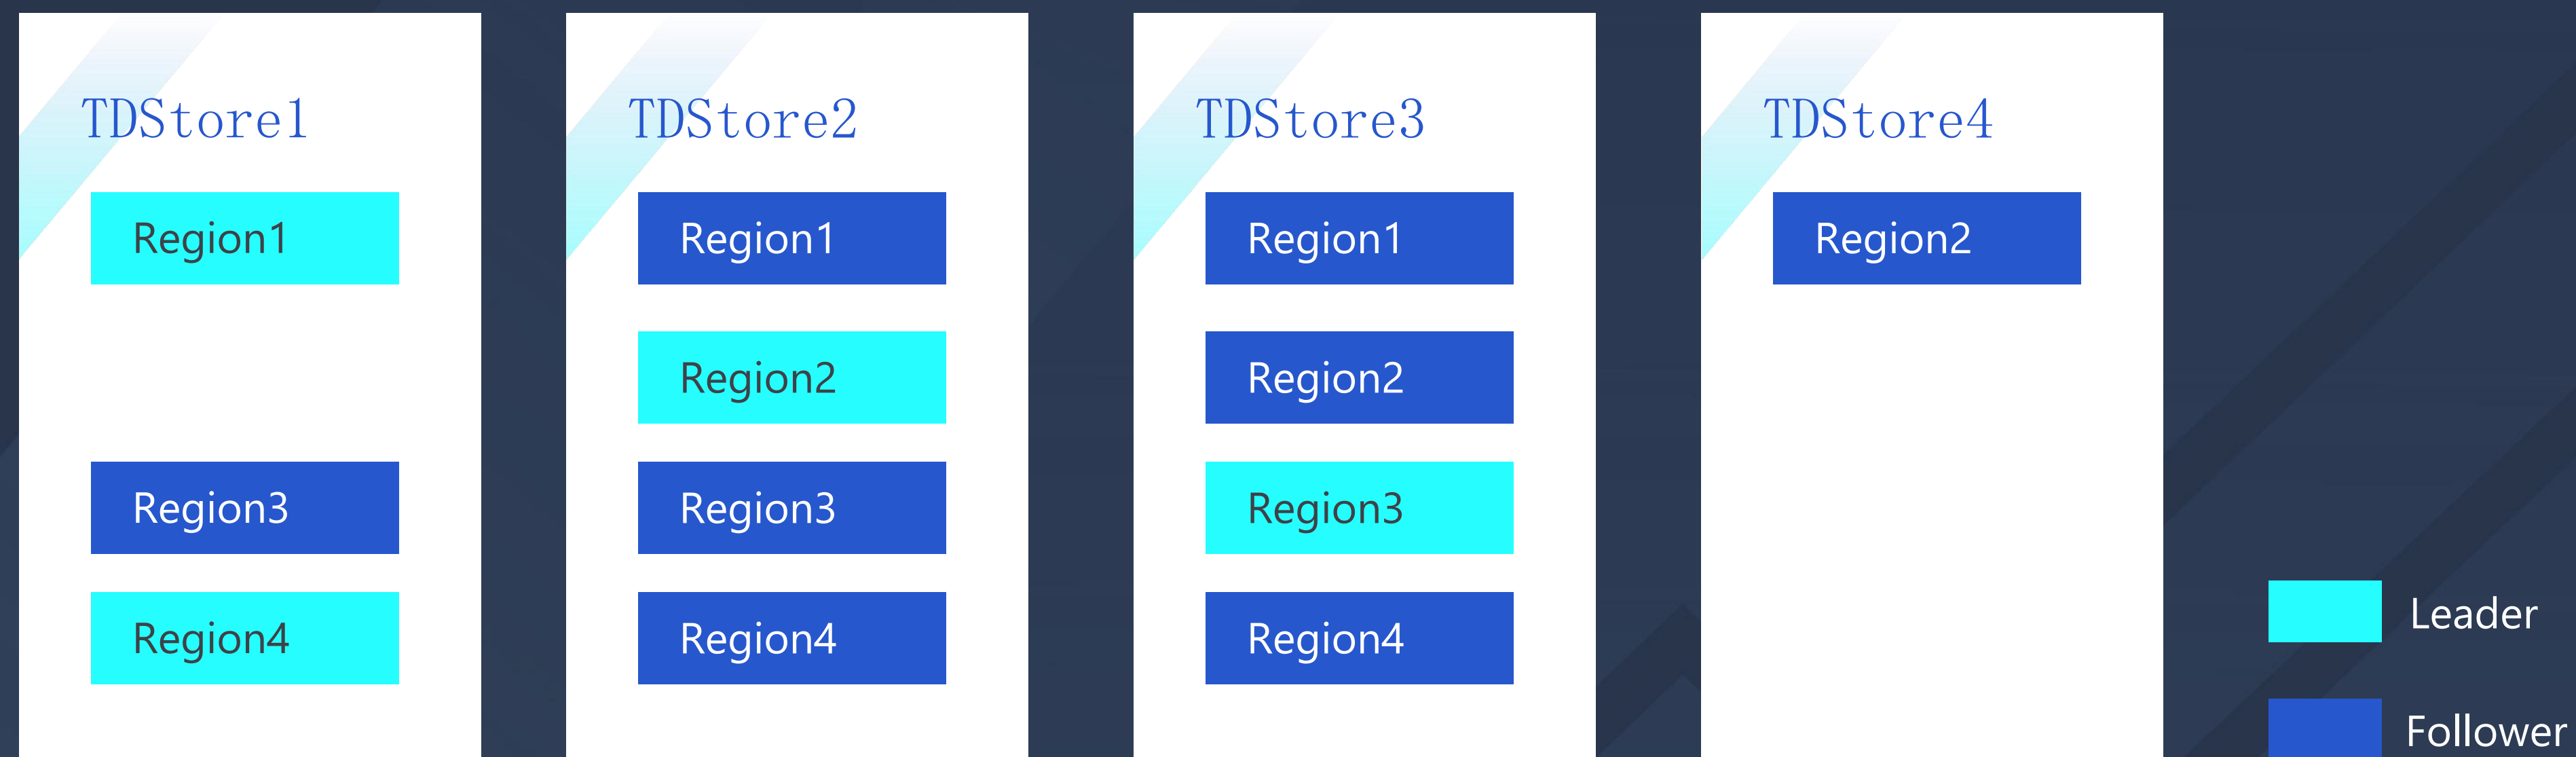 TDStore1
Region1
Region3
Region4
TDStore2
Region1
Region2
Region3
Region4
TDStore3
Region1
Region2
Region3
Region4
TDStore4
Region2
Leader
Follower